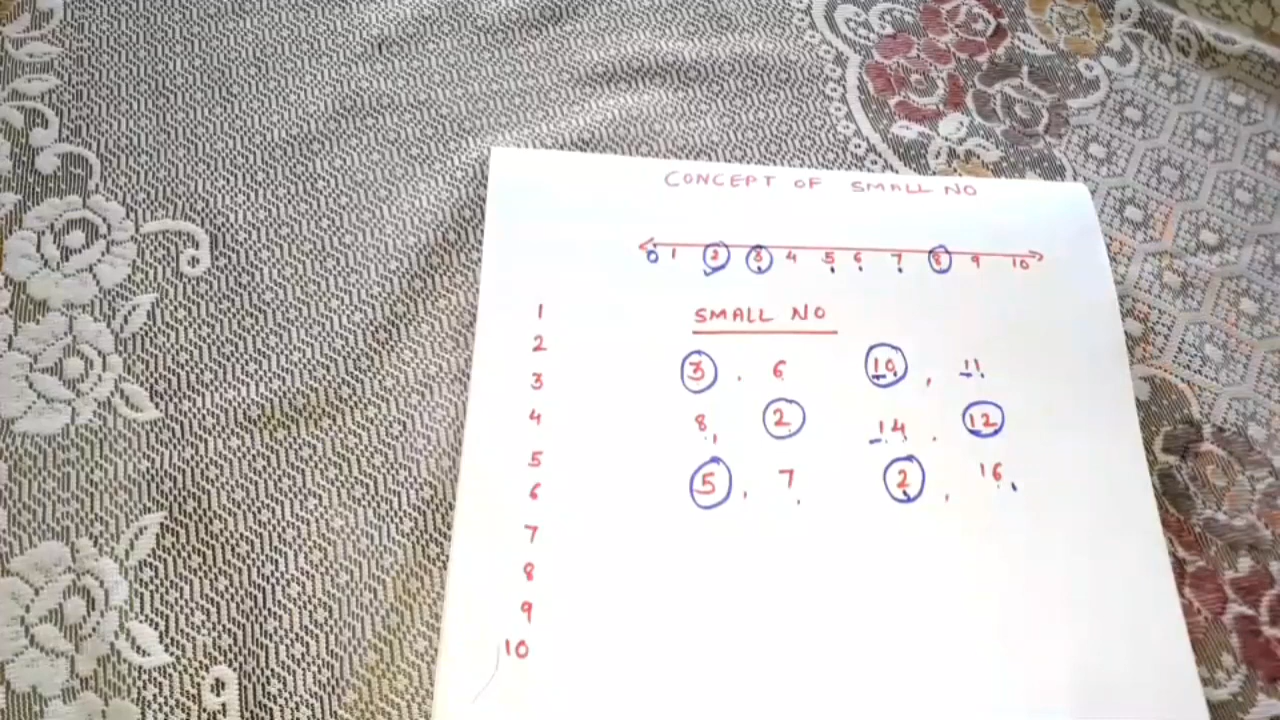 CONCEPT OF SMALL NO
0 1 2 3 4 5 6 7 8 9 10
1 SMALL NO
2
3 3 , 6 10 , 11
4 8 , 2 14 , 12
5
6 5 , 7 2 , 16
7
8
9
10